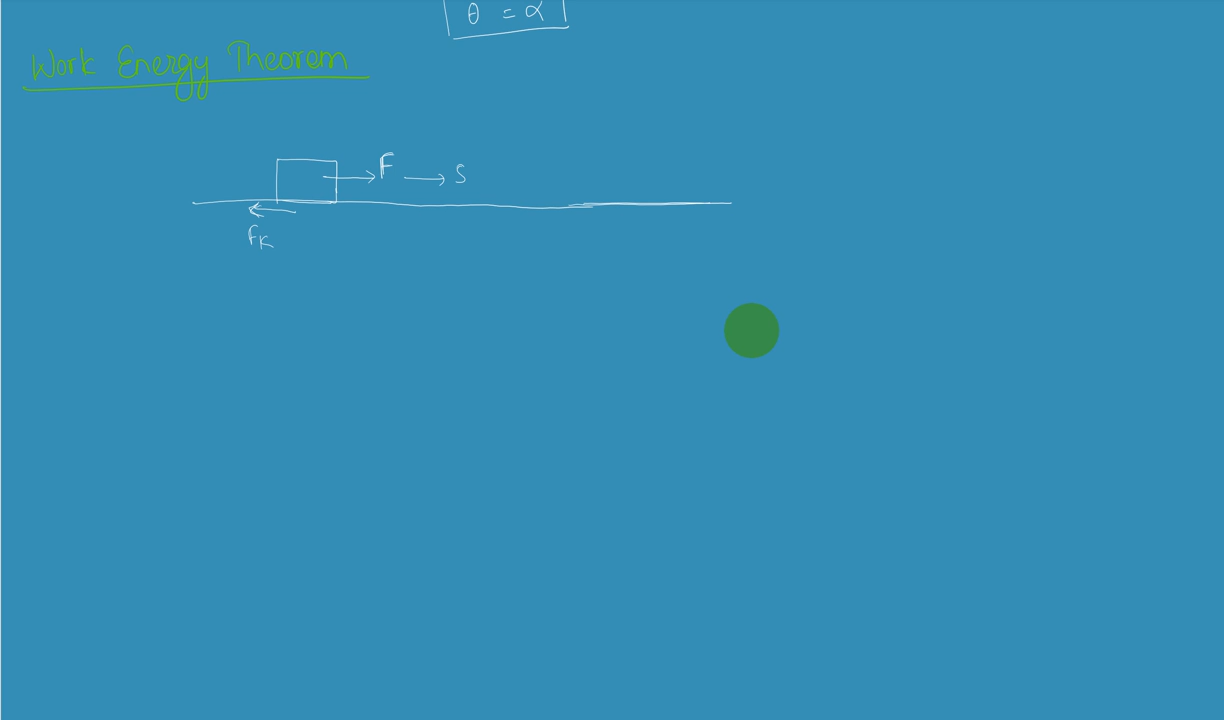 θ = α
Work Energy Theorem
F → S
fK